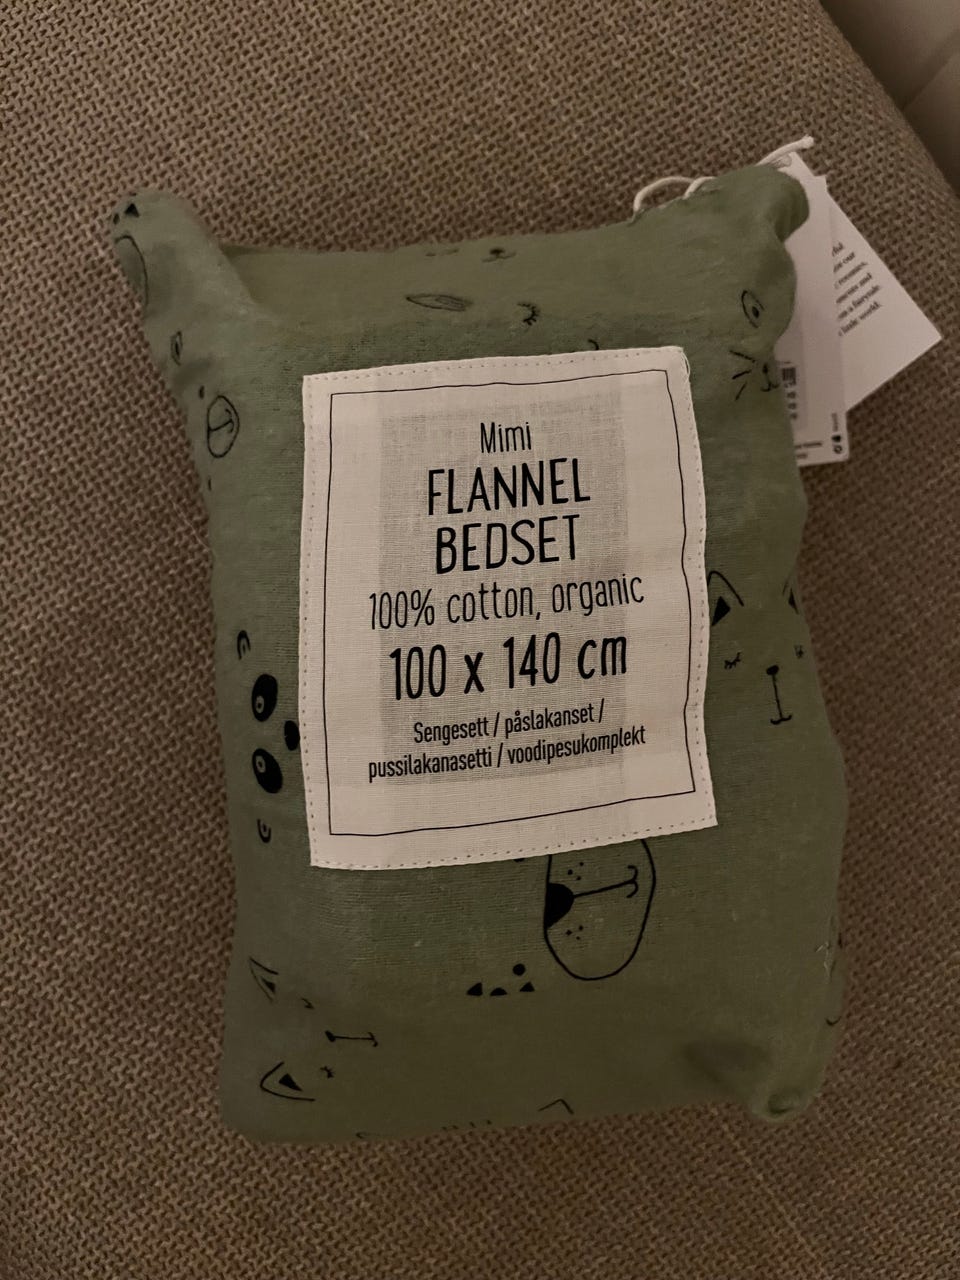 Mimi
FLANNEL
BEDSET
100% cotton, organic
100 x 140 cm
Sengesett / påslakanset /
pussilakanasetti / voodipesukomplekt